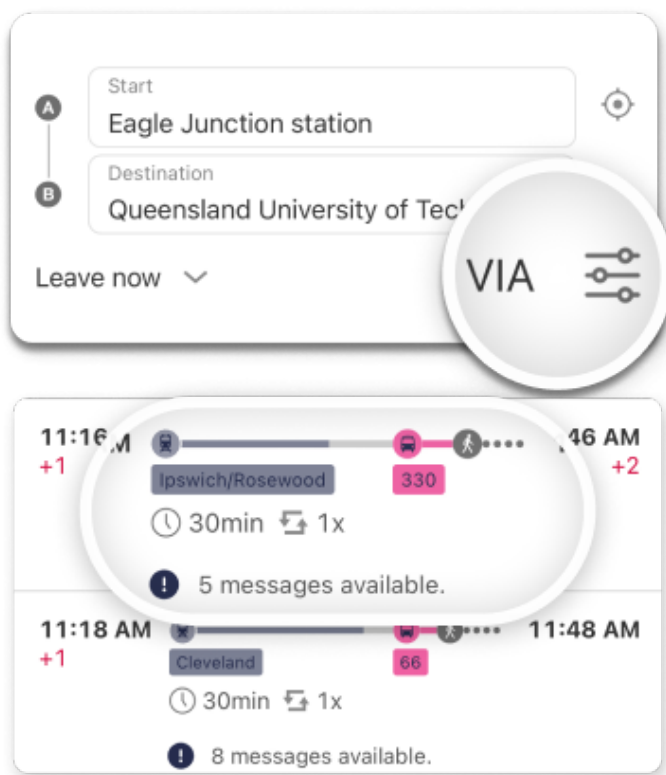 Start
A
Eagle Junction station
Destination
B
Queensland University of Tec
Leave now
VIA
11:16 M
46 AM
+1
+2
Ipswich/Rosewood
330
30min 1x
5 messages available.
11:18 AM
11:48 AM
+1
Cleveland
66
30min 1x
8 messages available.